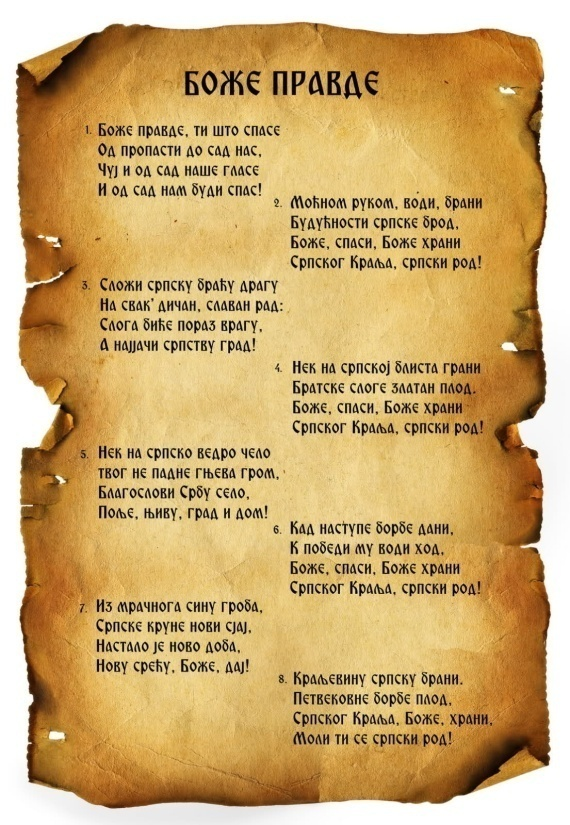 БОЖЕ ПРАВДЕ
1. Боже правде, ти што спасе
Од пропасти до сад нас,
Чуј и од сад наше гласе
И од сад нам буди спас!
2. Моћном руком, води, брани
Будућности српске брод,
Боже, спаси, Боже храни
Српског Краља, српски род!
3. Сложи српску браћу драгу
На свак' дичан, славан рад:
Слога биће пораз врагу,
А најјачи српству град!
4. Нек на српској блиста грани
Братске слоге златан плод.
Боже, спаси, Боже храни
Српског Краља, српски род!
5. Нек на српско ведро чело
твог не падне гњева гром,
Благослови Србу село,
Поље, њиву, град и дом!
6. Кад наступе борбе дани,
К победи му води ход,
Боже, спаси, Боже храни
Српског Краља, српски род!
7. Из мрачнога сину гроба,
Српске круне нови сјај,
Настало је ново доба,
Нову срећу, Боже, дај!
8. Краљевину српску брани.
Петвековне борбе плод,
Српског Краља, Боже, храни,
Моли ти се српски род!